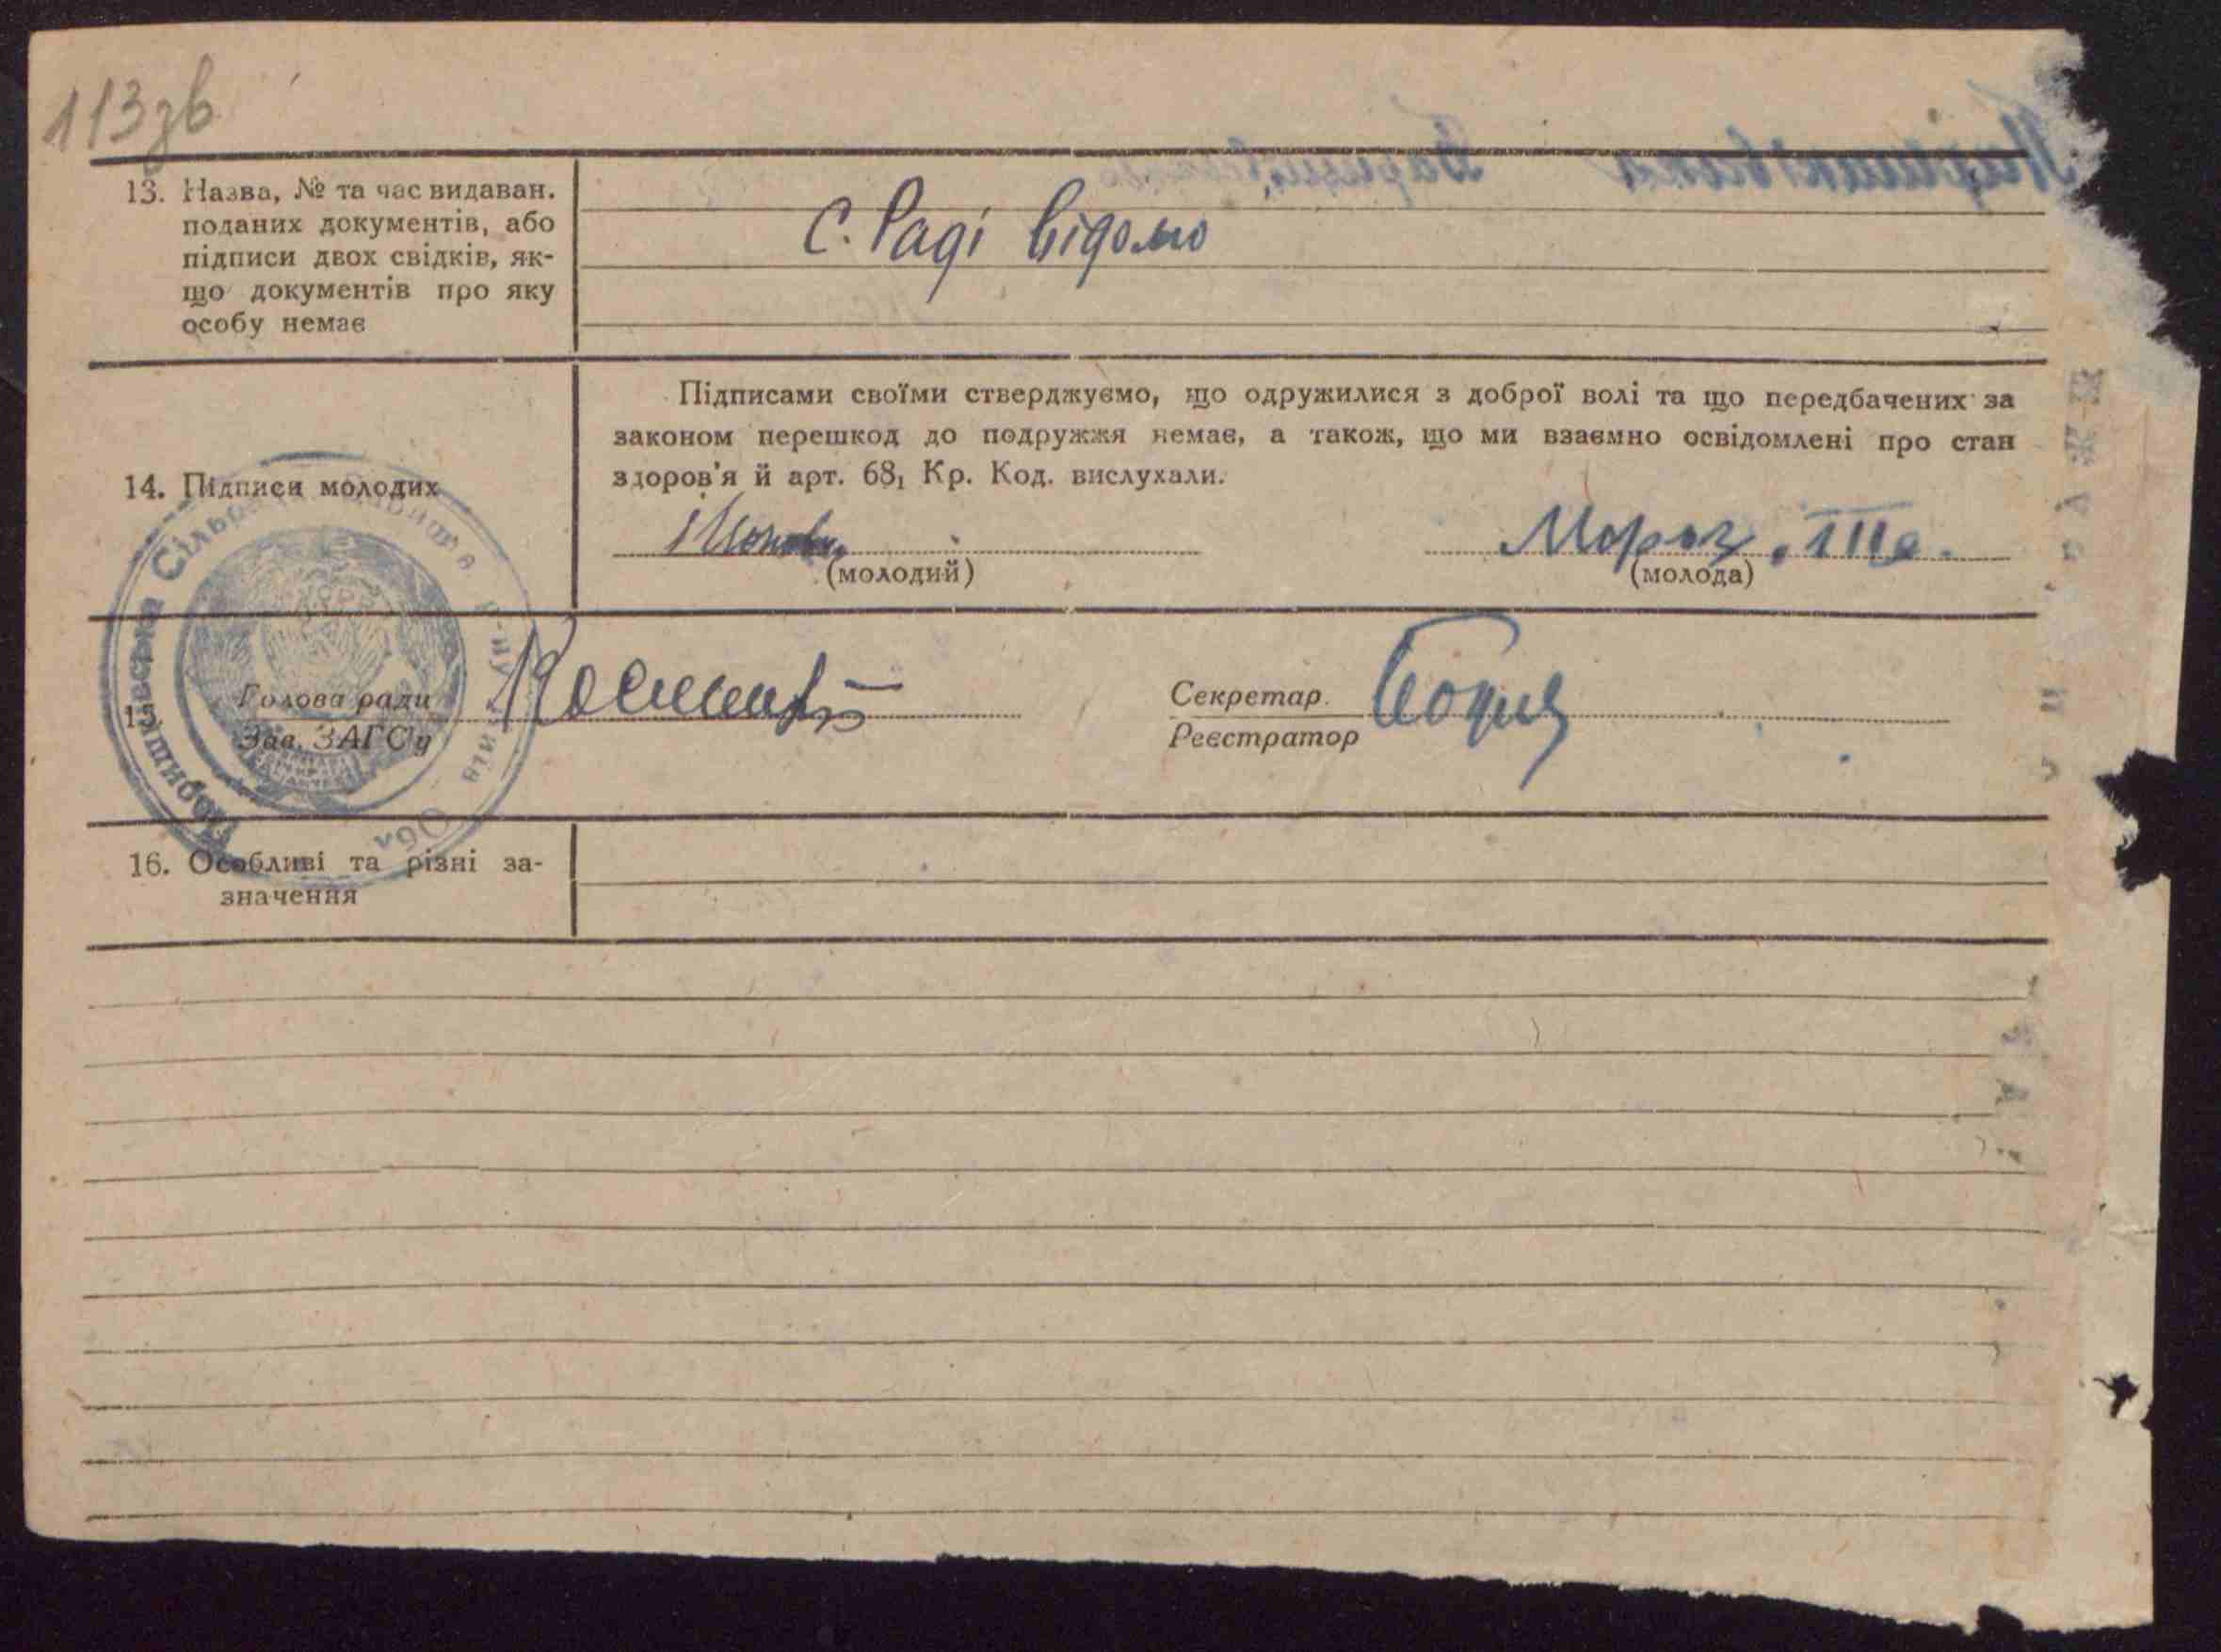 113зв
13. Назва, № та час видаван.
поданих документів, або
підписи двох свідків, як-
що документів про яку
особу немає
С. Раді відомо
Підписами своїми стверджуємо, що одружилися з доброї волі та що передбачених за
законом перешкод до подружжя немає, а також, що ми взаємно освідомлені про стан
здоров'я й арт. 68₁ Кр. Код. вислухали.
14. Підписи молодих
Мороз
(молодий)
(молода)
15.
Голова ради
Зав. ЗАГС'у
Секретар
Реєстратор
16. Особливі та різні за-
значення